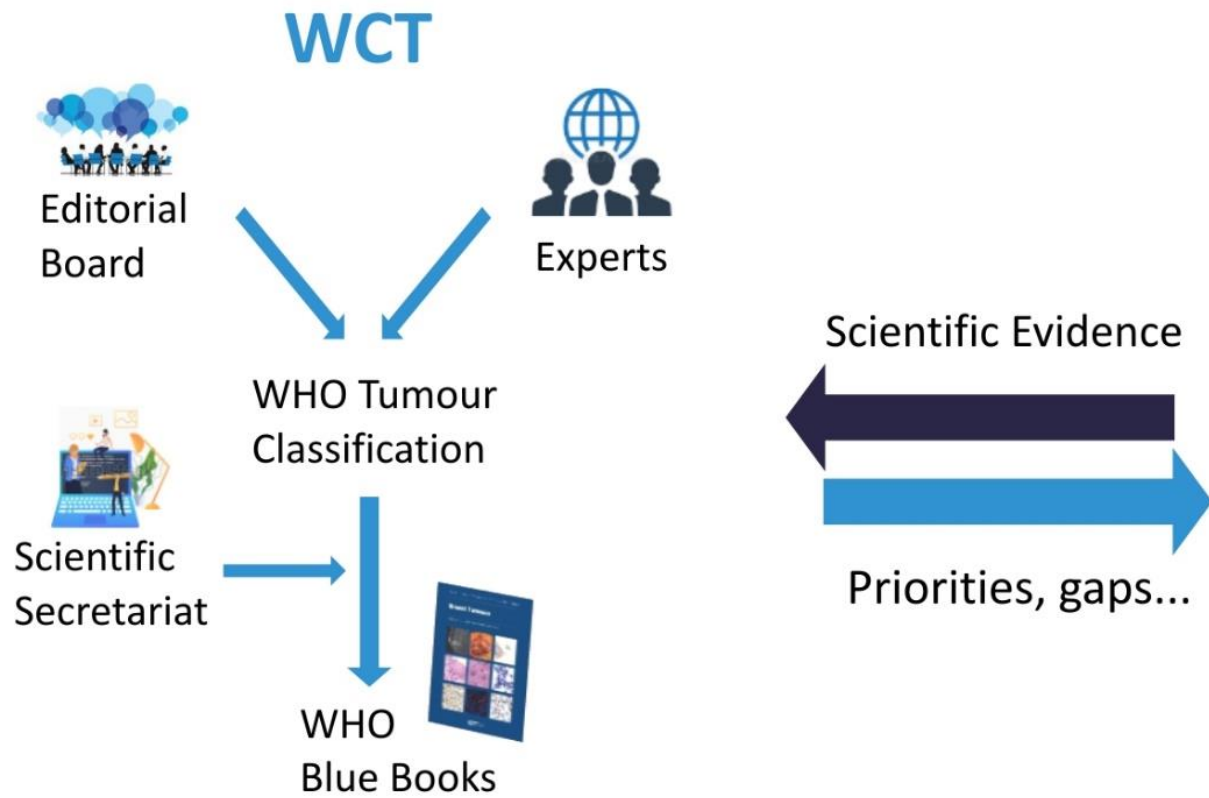 WCT
Editorial
Board
Experts
WHO Tumour
Classification
Scientific
Secretariat
WHO
Blue Books
Scientific Evidence
Priorities, gaps...